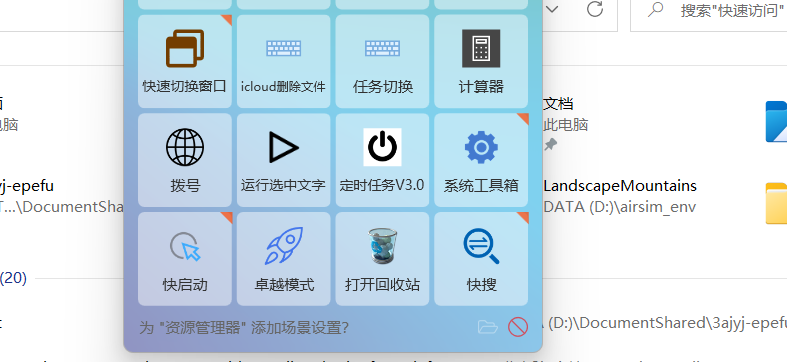 搜索"快速访问"
快速切换窗口
icloud删除文件
任务切换
计算器
文档
此电脑
面
电脑
拨号
运行选中文字
定时任务V3.0
系统工具箱
yj-epefu
T...\DocumentSha
LandscapeMountains
DATA (D:)\airsim_env
快启动
卓越模式
打开回收站
快搜
(20)
为 "资源管理器" 添加场景设置?
(D:)\DocumentShared\3ajyj-epefu